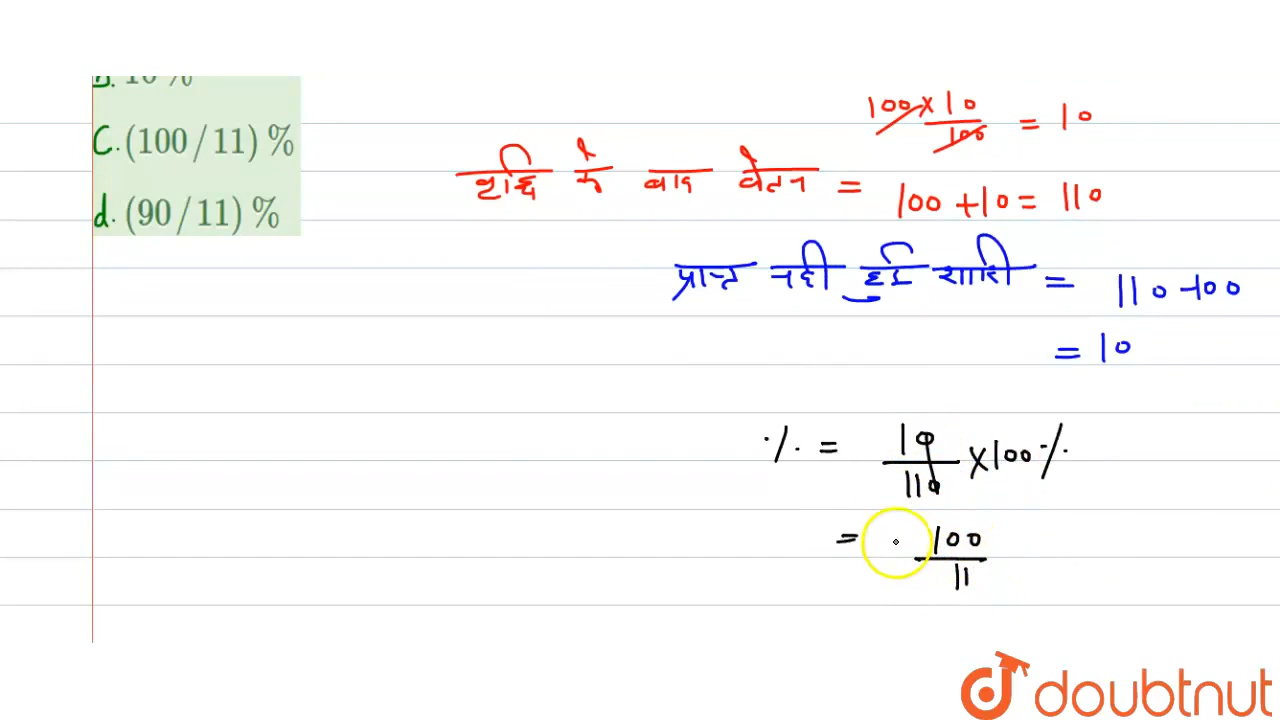 b. 10 %
C. (100 / 11) %
d. (90 / 11) %
100 × 10 / 100 = 10
वृद्धि के बाद वेतन = 100 + 10 = 110
प्राप्त नही हुई राशि = 110 - 100
= 10
% = 10 / 110 × 100 %
= 100 / 11
doubtnut